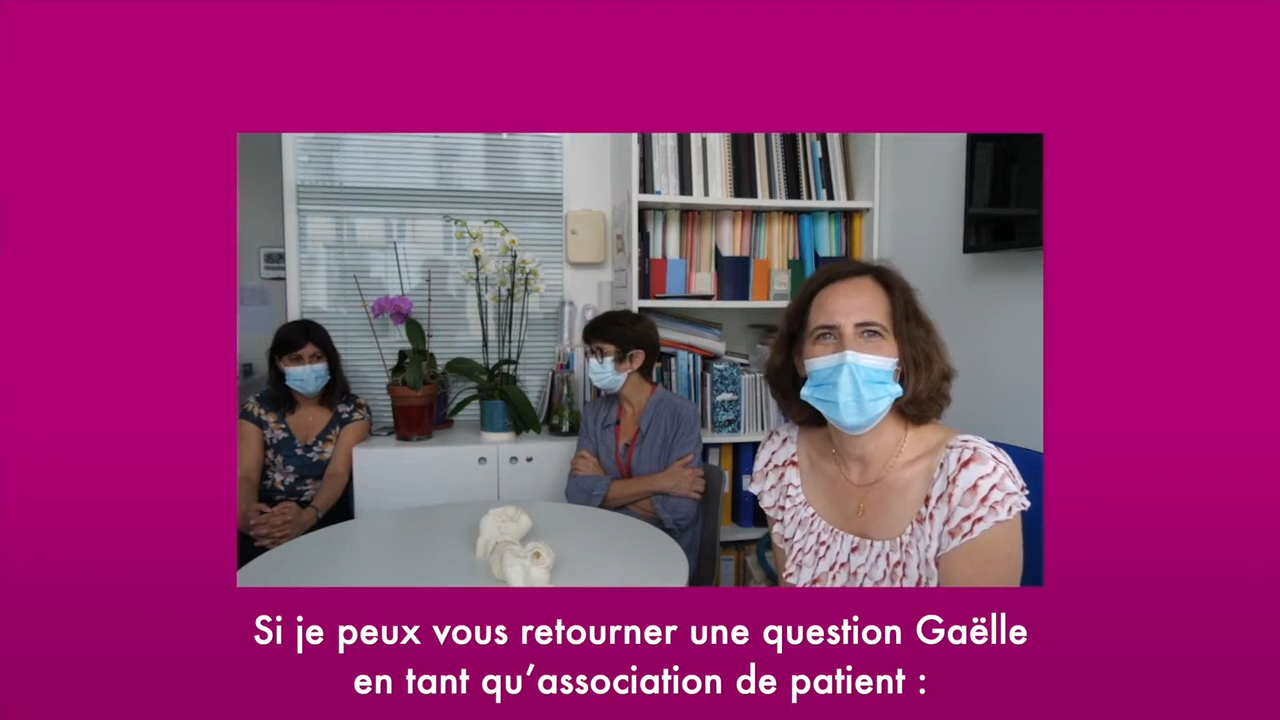 Si je peux vous retourner une question Gaëlle
en tant qu’association de patient :